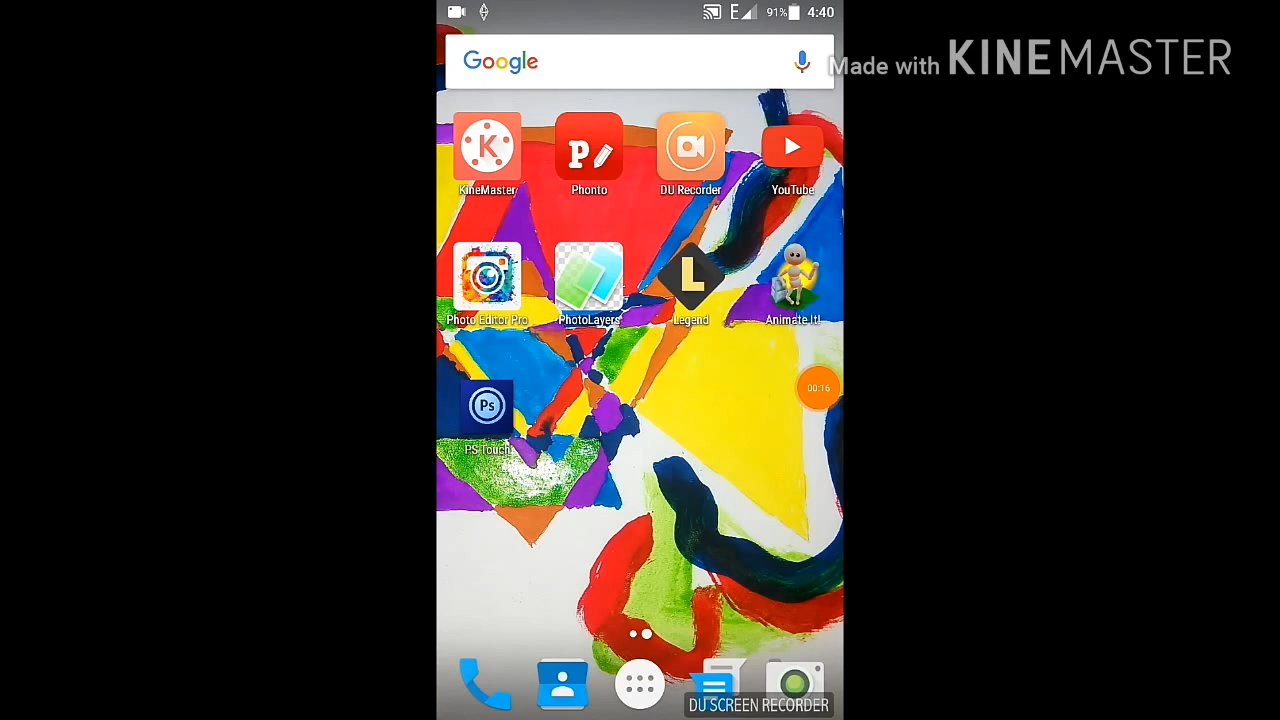 E 91% 4:40
Google
Made with KINEMASTER
K
P
KineMaster Phonto DU Recorder YouTube
L
Photo Editor Pro PhotoLayers Legend Animate It!
00:16
Ps
PS Touch
DU SCREEN RECORDER